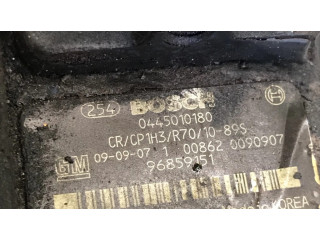 254 BOSCH
0445010180
CR/CP1H3/R70/10-89S
09-09-07 1 00862 0090907
GM 96859151
KOREA